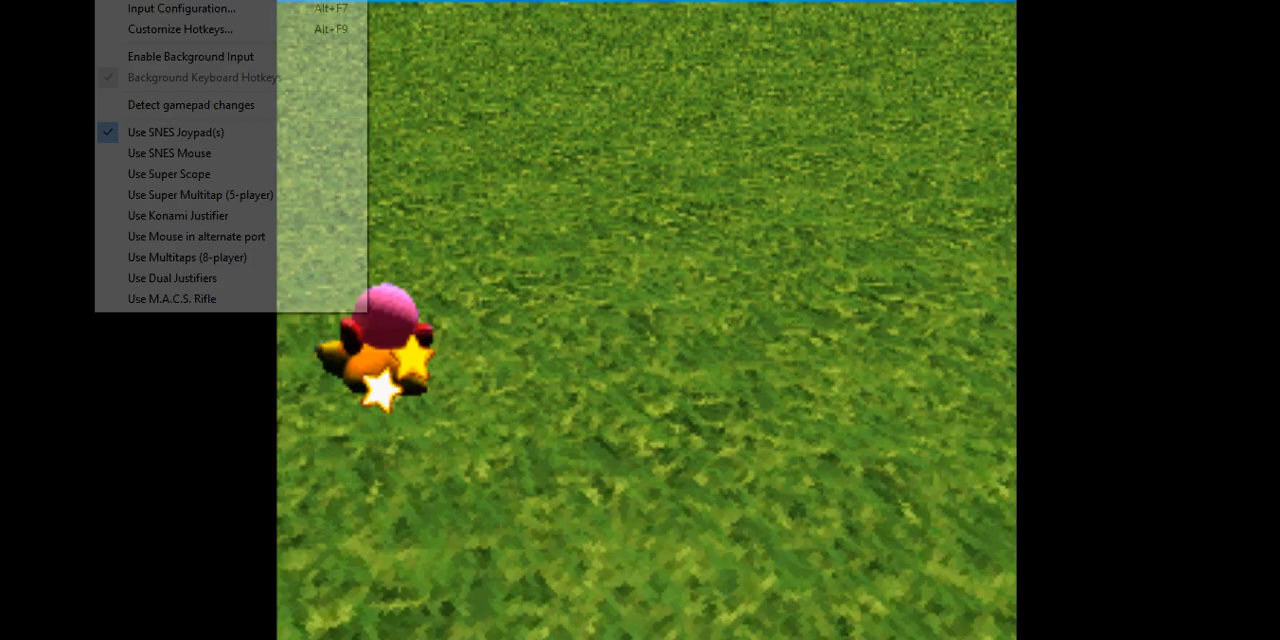 Input Configuration... Alt+F7
Customize Hotkeys... Alt+F9
Enable Background Input
Background Keyboard Hotkeys
Detect gamepad changes
Use SNES Joypad(s)
Use SNES Mouse
Use Super Scope
Use Super Multitap (5-player)
Use Konami Justifier
Use Mouse in alternate port
Use Multitaps (8-player)
Use Dual Justifiers
Use M.A.C.S. Rifle